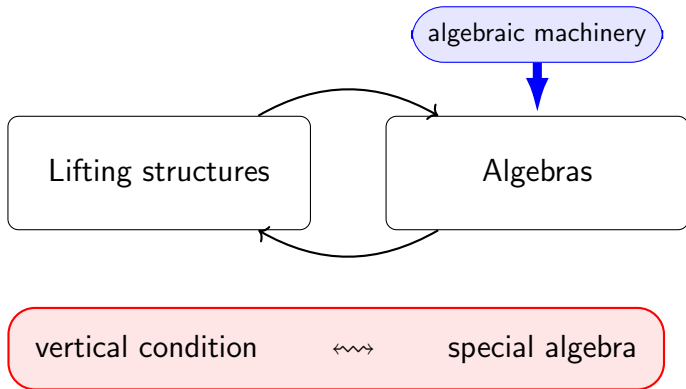 algebraic machinery
Lifting structures
Algebras
vertical condition ↭ special algebra